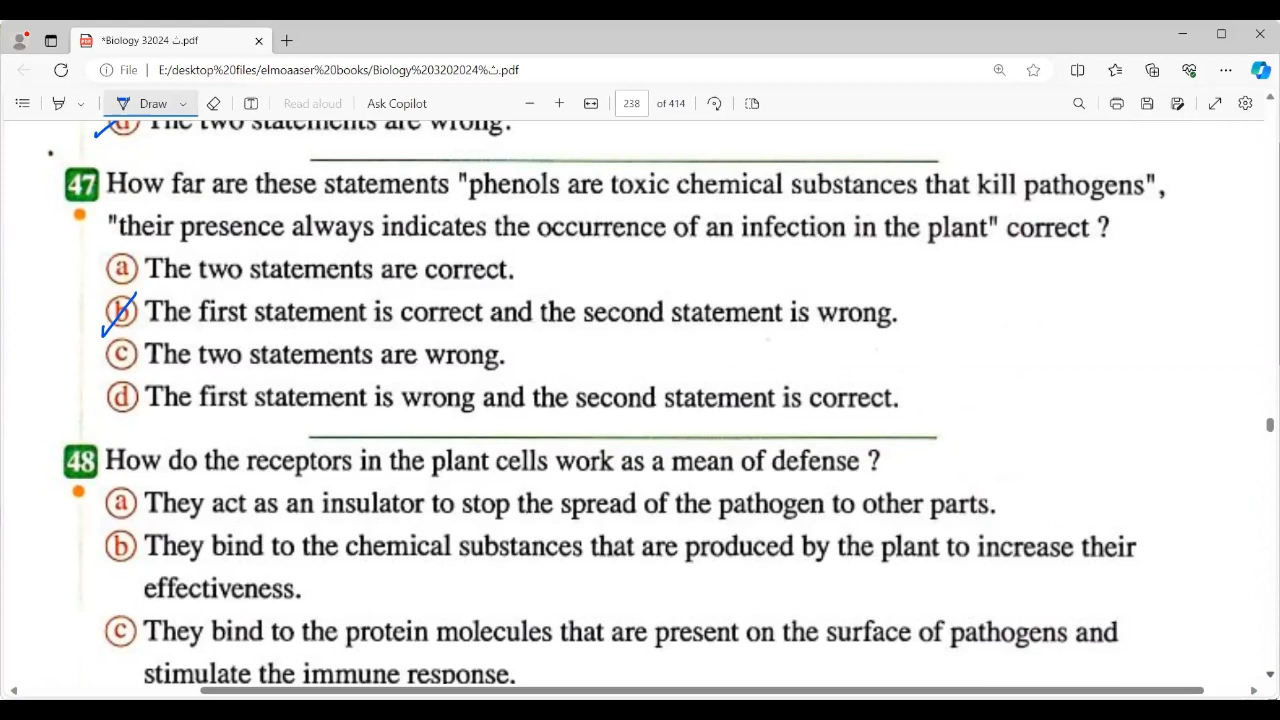 *Biology 32024 ث.pdf
File E:/desktop%20files/elmoaaser%20books/Biology%203202024%ث.pdf
Draw Read aloud Ask Copilot 238 of 414
d The two statements are wrong.
47 How far are these statements "phenols are toxic chemical substances that kill pathogens",
"their presence always indicates the occurrence of an infection in the plant" correct ?
a The two statements are correct.
b The first statement is correct and the second statement is wrong.
c The two statements are wrong.
d The first statement is wrong and the second statement is correct.
48 How do the receptors in the plant cells work as a mean of defense ?
a They act as an insulator to stop the spread of the pathogen to other parts.
b They bind to the chemical substances that are produced by the plant to increase their
effectiveness.
c They bind to the protein molecules that are present on the surface of pathogens and
stimulate the immune response.